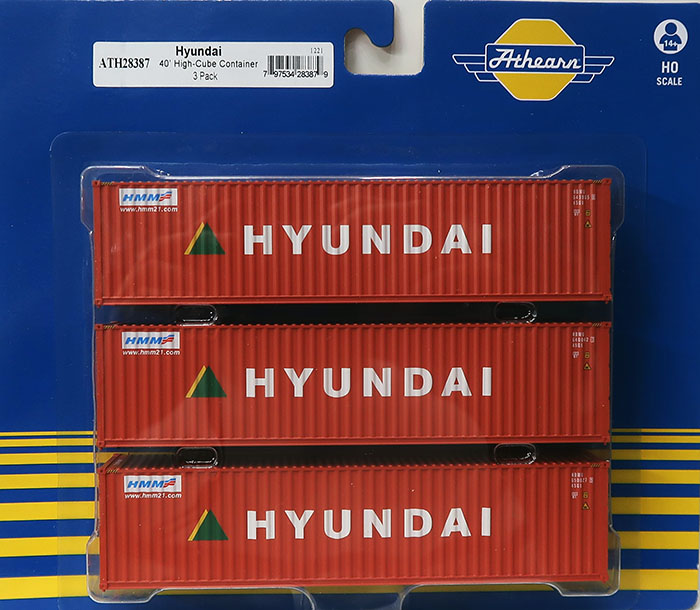 Hyundai
1221
ATH28387
40' High-Cube Container
3 Pack
7 97534 28387 9
Athearn
14+
HO
SCALE
HMM
www.hmm21.com
HYUNDAI
HMM
www.hmm21.com
HYUNDAI
HMM
www.hmm21.com
HYUNDAI